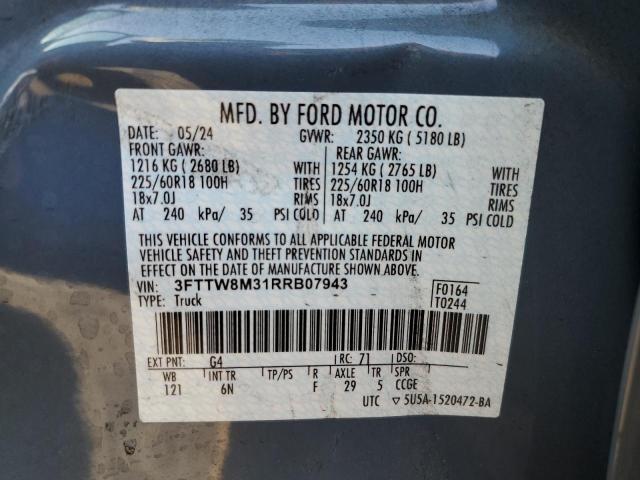 MFD. BY FORD MOTOR CO.
DATE: 05/24 GVWR: 2350 KG ( 5180 LB)
FRONT GAWR: REAR GAWR:
1216 KG ( 2680 LB) WITH 1254 KG ( 2765 LB) WITH
225/60R18 100H TIRES 225/60R18 100H TIRES
18x7.0J RIMS 18x7.0J RIMS
AT 240 kPa/ 35 PSI COLD AT 240 kPa/ 35 PSI COLD
THIS VEHICLE CONFORMS TO ALL APPLICABLE FEDERAL MOTOR
VEHICLE SAFETY AND THEFT PREVENTION STANDARDS IN
EFFECT ON THE DATE OF MANUFACTURE SHOWN ABOVE.
VIN: 3FTTW8M31RRB07943 F0164
TYPE: Truck T0244
EXT PNT: G4 RC: 71 DSO:
WB INT TR TP/PS R AXLE TR SPR
121 6N F 29 5 CCGE
UTC ▽5U5A-1520472-BA